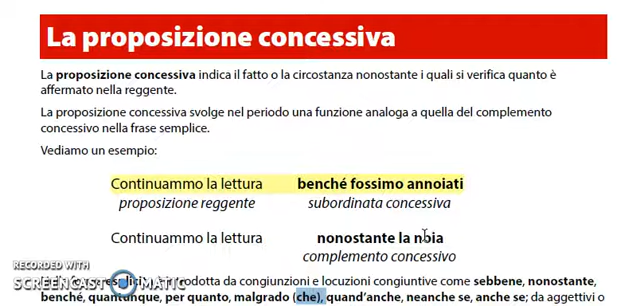 La proposizione concessiva
La proposizione concessiva indica il fatto o la circostanza nonostante i quali si verifica quanto è
affermato nella reggente.
La proposizione concessiva svolge nel periodo una funzione analoga a quella del complemento
concessivo nella frase semplice.
Vediamo un esempio:
Continuammo la lettura benché fossimo annoiati
proposizione reggente subordinata concessiva
Continuammo la lettura nonostante la noia
complemento concessivo
RECORDED WITH
SCREENCAST MATIC
introdotta da congiunzioni e locuzioni congiuntive come sebbene, nonostante,
benché, quantunque, per quanto, malgrado (che), quand'anche, neanche se, anche se; da aggettivi o